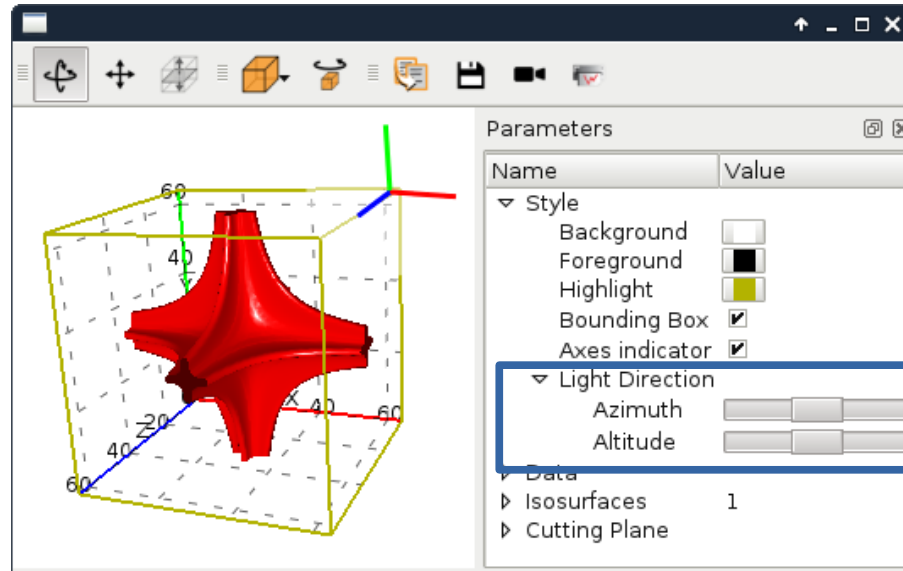 Parameters
Name Value
Style
Background
Foreground
Highlight
Bounding Box
Axes indicator
Light Direction
Azimuth
Altitude
Data
Isosurfaces 1
Cutting Plane
60
40
X 40 60
Z 20
40
60